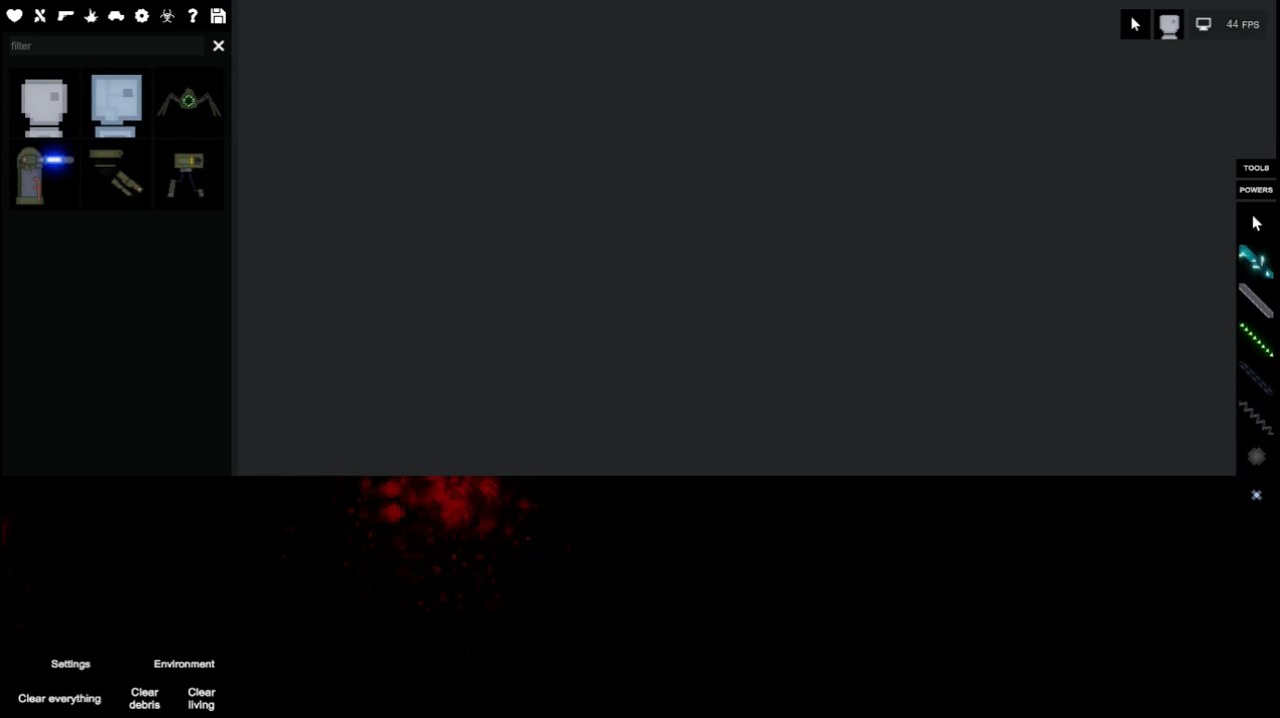 filter
44 FPS
TOOLS
POWERS
Settings
Environment
Clear everything
Clear
debris
Clear
living